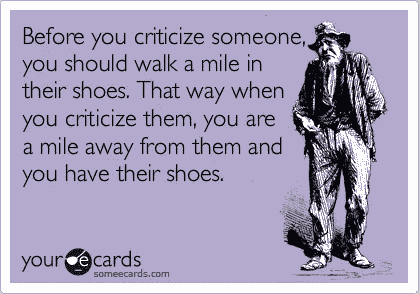 Before you criticize someone,
you should walk a mile in
their shoes. That way when
you criticize them, you are
a mile away from them and
you have their shoes.
your e cards
someecards.com